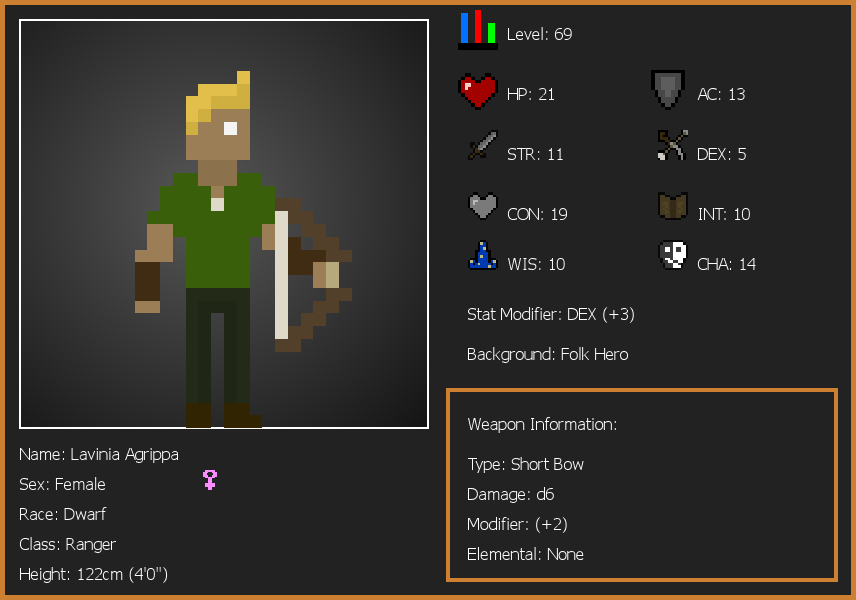 Level: 69
HP: 21
AC: 13
STR: 11
DEX: 5
CON: 19
INT: 10
WIS: 10
CHA: 14
Stat Modifier: DEX (+3)
Background: Folk Hero
Weapon Information:
Type: Short Bow
Damage: d6
Modifier: (+2)
Elemental: None
Name: Lavinia Agrippa
Sex: Female
Race: Dwarf
Class: Ranger
Height: 122cm (4'0")